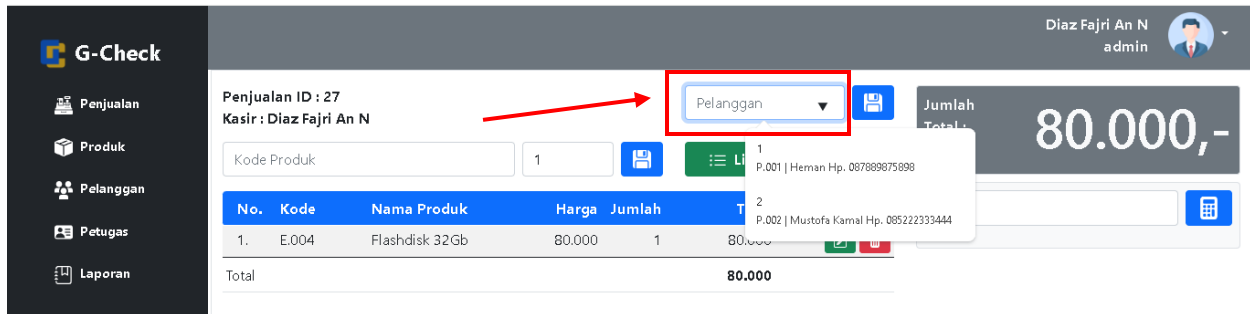 G-Check
Diaz Fajri An N
admin
Penjualan
Produk
Pelanggan
Petugas
Laporan
Penjualan ID : 27
Kasir : Diaz Fajri An N
Pelanggan
Kode Produk
1
1
P.001 | Heman Hp. 087889875898
2
P.002 | Mustofa Kamal Hp. 085222333444
Jumlah
Total :
80.000,-
No. Kode Nama Produk Harga Jumlah
1. E.004 Flashdisk 32Gb 80.000 1 80.000
Total 80.000